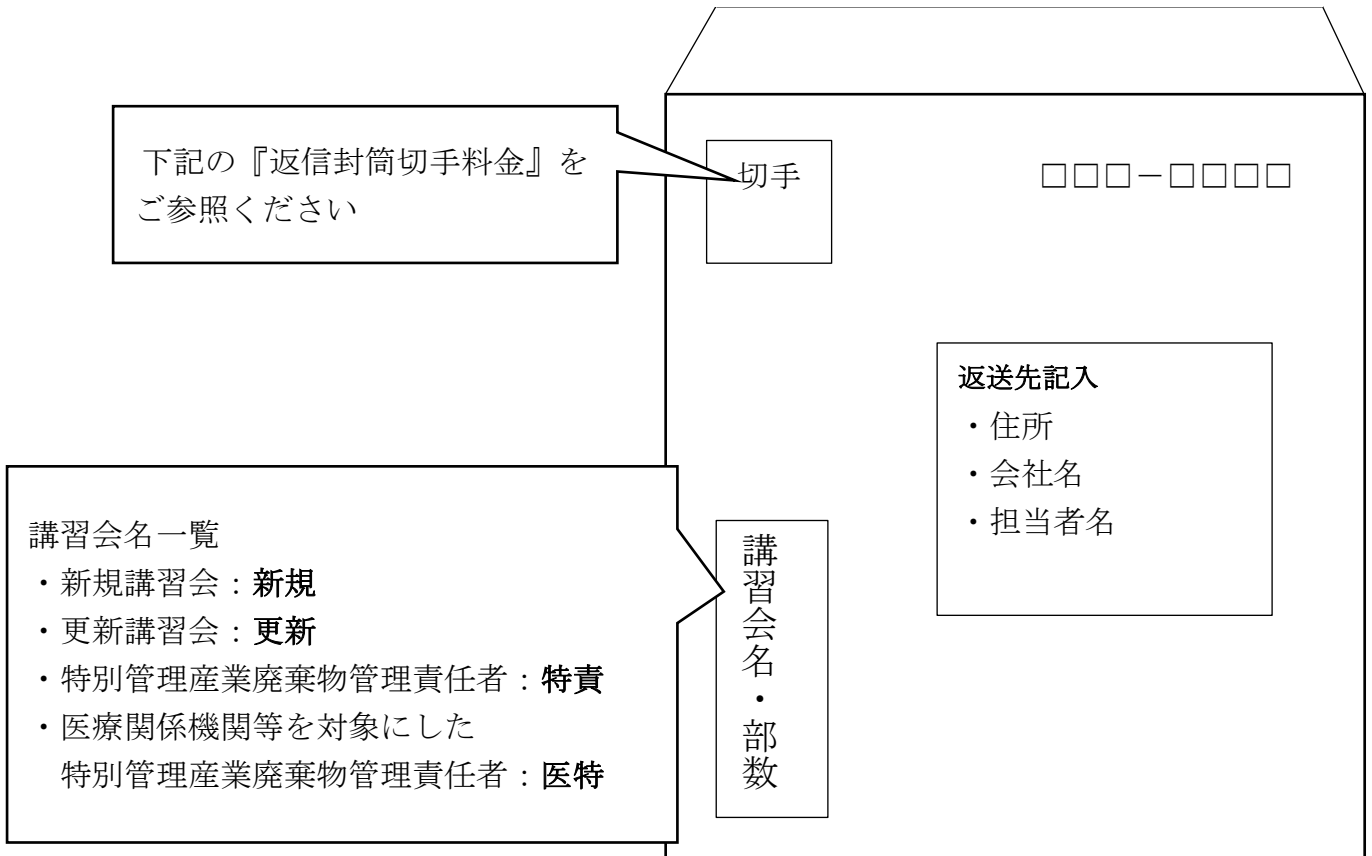 下記の『返信封筒切手料金』を
ご参照ください
切手
□□□－□□□□
返送先記入
・住所
・会社名
・担当者名
講習会名一覧
・新規講習会：新規
・更新講習会：更新
・特別管理産業廃棄物管理責任者：特責
・医療関係機関等を対象にした
特別管理産業廃棄物管理責任者：医特
講習会名・部数